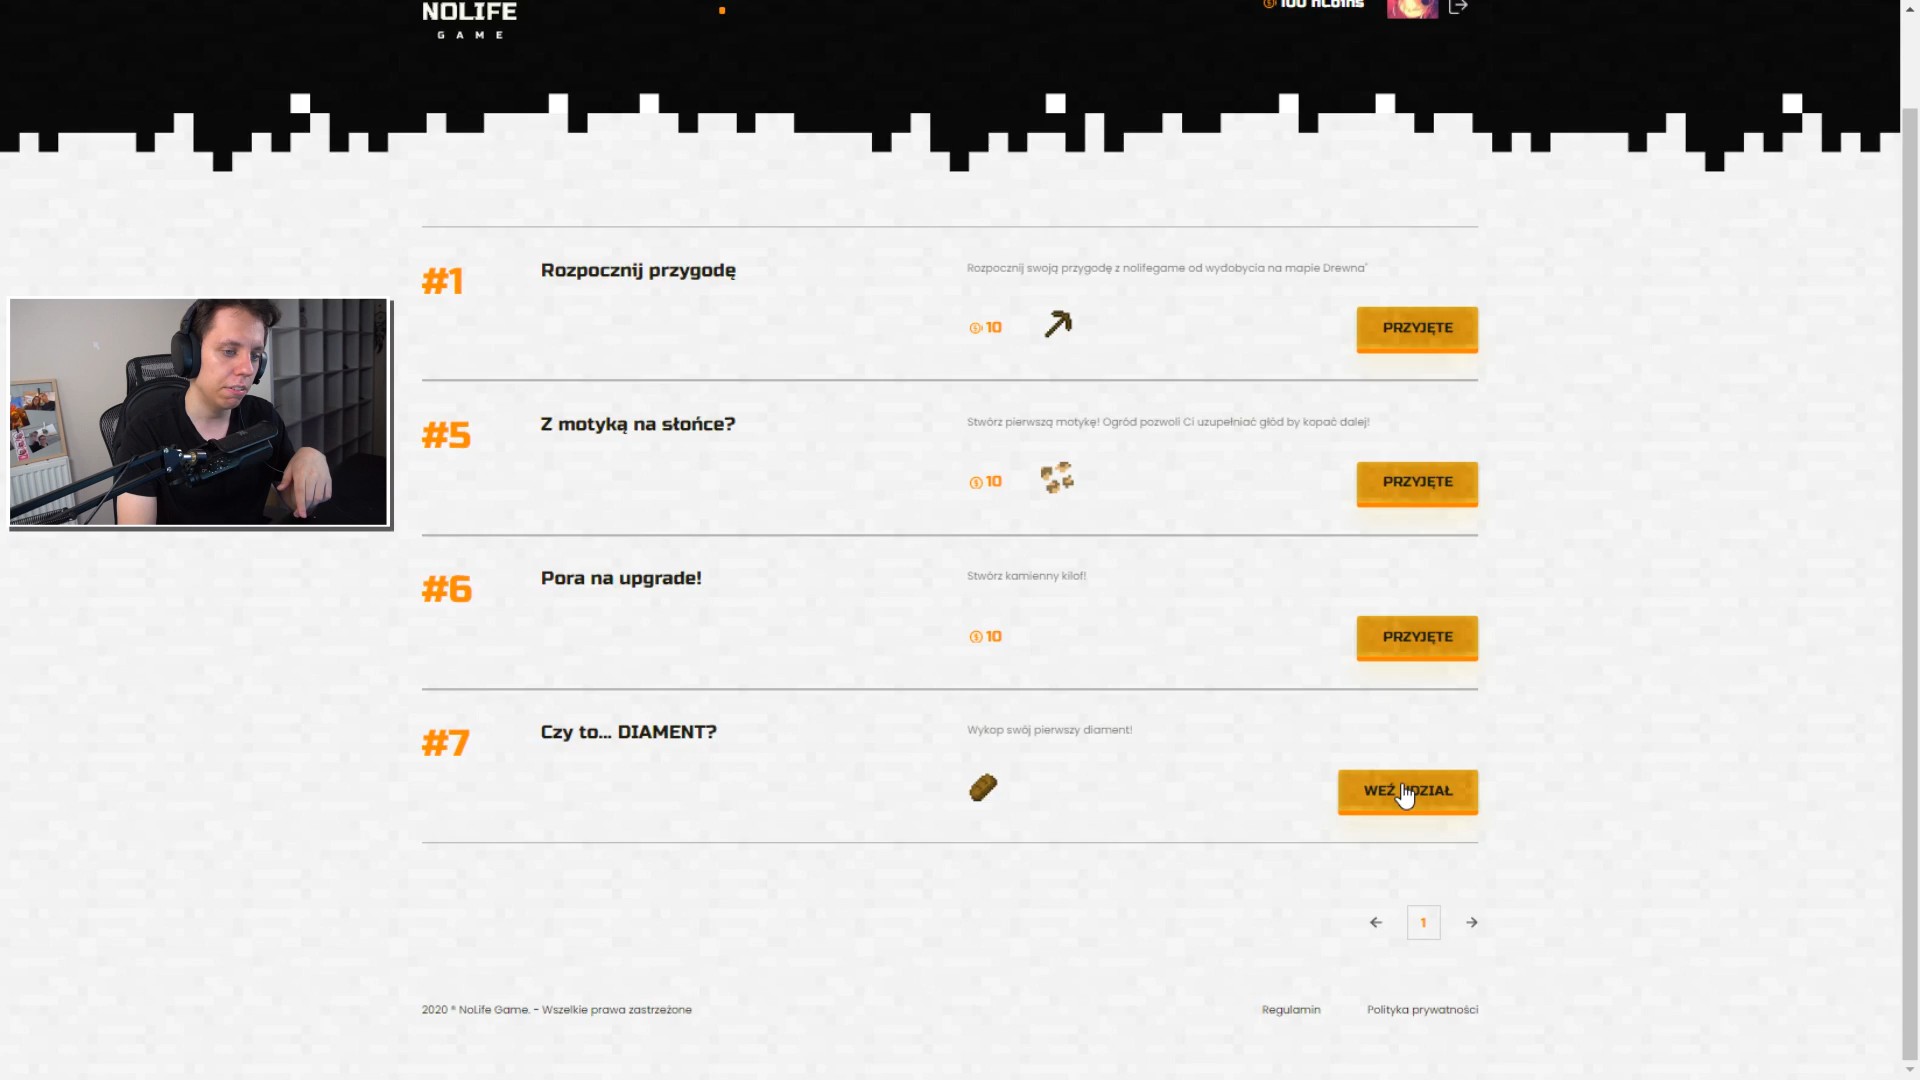 NOLIFE
GAME
100 nCoins
#1
Rozpocznij przygodę
Rozpocznij swoją przygodę z nolifegame od wydobycia na mapie Drewna"
10
PRZYJĘTE
#5
Z motyką na słońce?
Stwórz pierwszą motykę! Ogród pozwoli Ci uzupełniać głód by kopać dalej!
10
PRZYJĘTE
#6
Pora na upgrade!
Stwórz kamienny kilof!
10
PRZYJĘTE
#7
Czy to... DIAMENT?
Wykop swój pierwszy diament!
WEŹ UDZIAŁ
1
2020 ® NoLife Game. - Wszelkie prawa zastrzeżone
Regulamin
Polityka prywatności